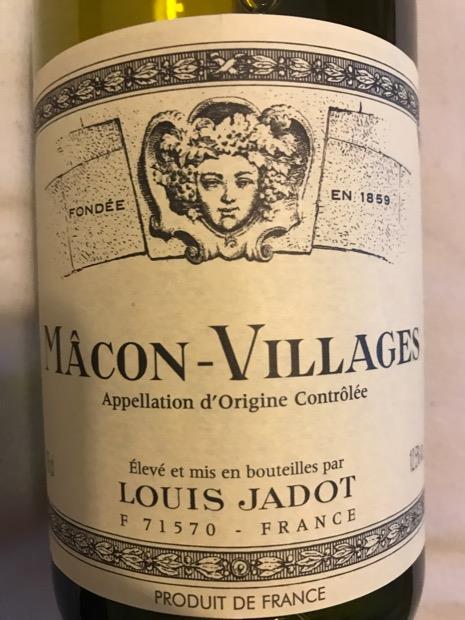 FONDÉE EN 1859
MÂCON-VILLAGES
Appellation d'Origine Contrôlée
Élevé et mis en bouteilles par
LOUIS JADOT
F 71570 - FRANCE
PRODUIT DE FRANCE